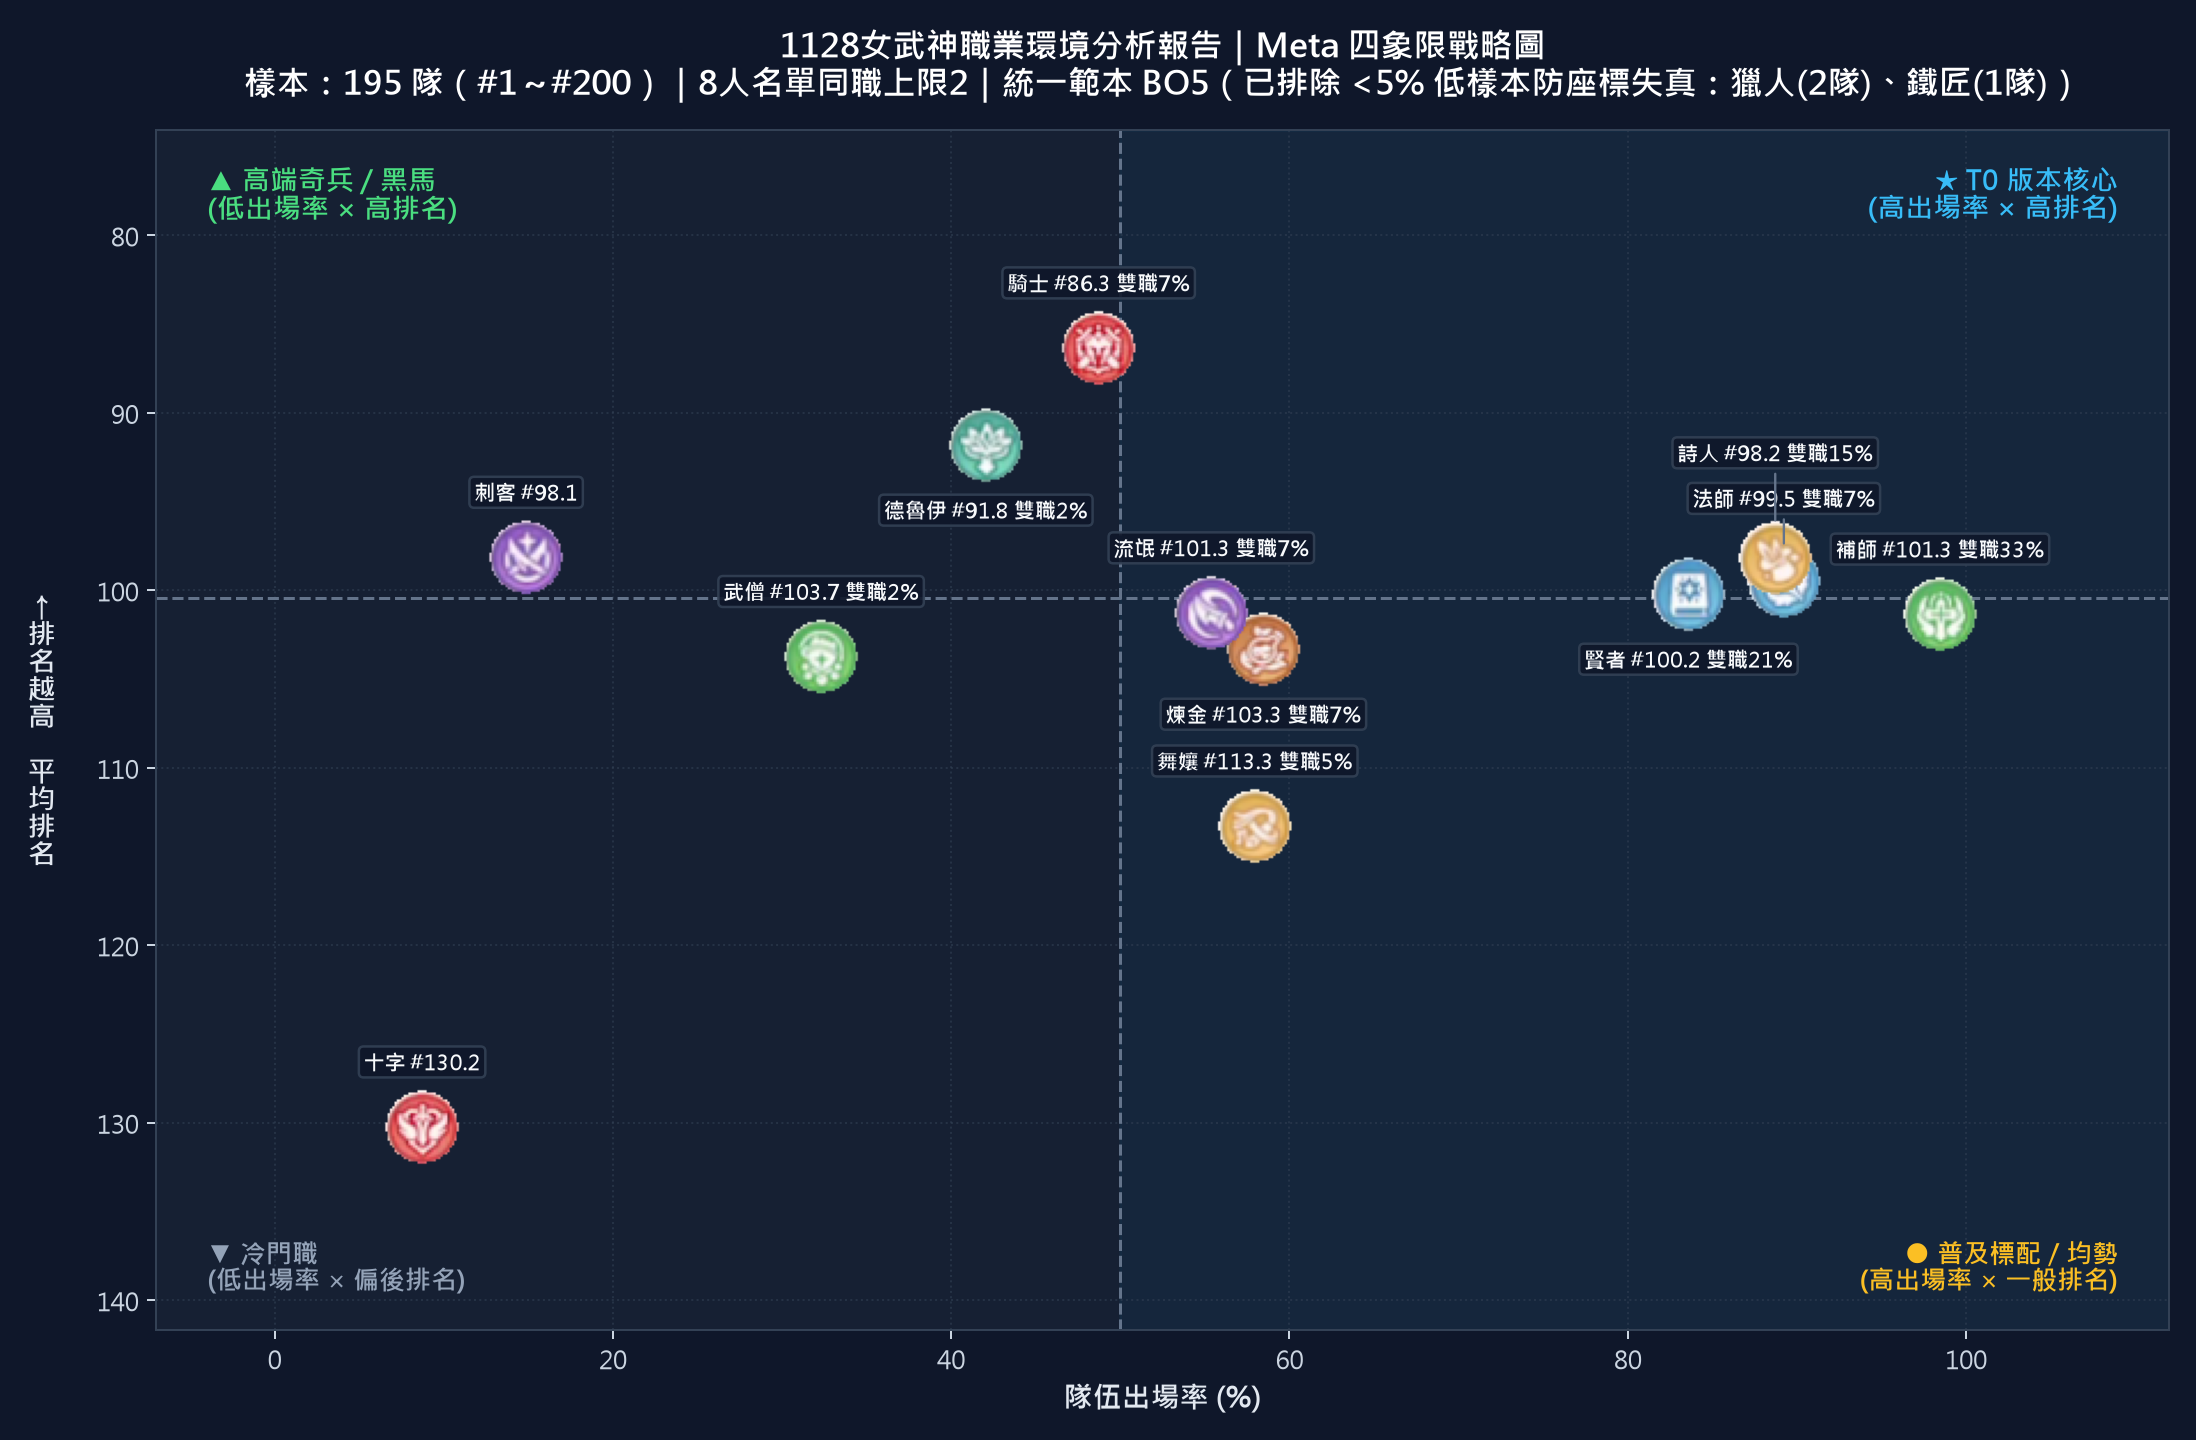 1128女武神職業環境分析報告 | Meta 四象限戰略圖
樣本：195 隊（#1～#200）｜8人名單同職上限2｜統一範本 BO5（已排除 <5% 低樣本防座標失真：獵人(2隊)、鐵匠(1隊)）
▲ 高端奇兵 / 黑馬
(低出場率 × 高排名)
★ T0 版本核心
(高出場率 × 高排名)
騎士 #86.3 雙職7%
德魯伊 #91.8 雙職2%
刺客 #98.1
詩人 #98.2 雙職15%
法師 #99.5 雙職7%
流氓 #101.3 雙職7%
補師 #101.3 雙職33%
武僧 #103.7 雙職2%
賢者 #100.2 雙職21%
煉金 #103.3 雙職7%
舞孃 #113.3 雙職5%
十字 #130.2
▼ 冷門職
(低出場率 × 偏後排名)
● 普及標配 / 均勢
(高出場率 × 一般排名)
80
90
100
110
120
130
140
↑排名越高 平均排名
0
20
40
60
80
100
隊伍出場率 (%)